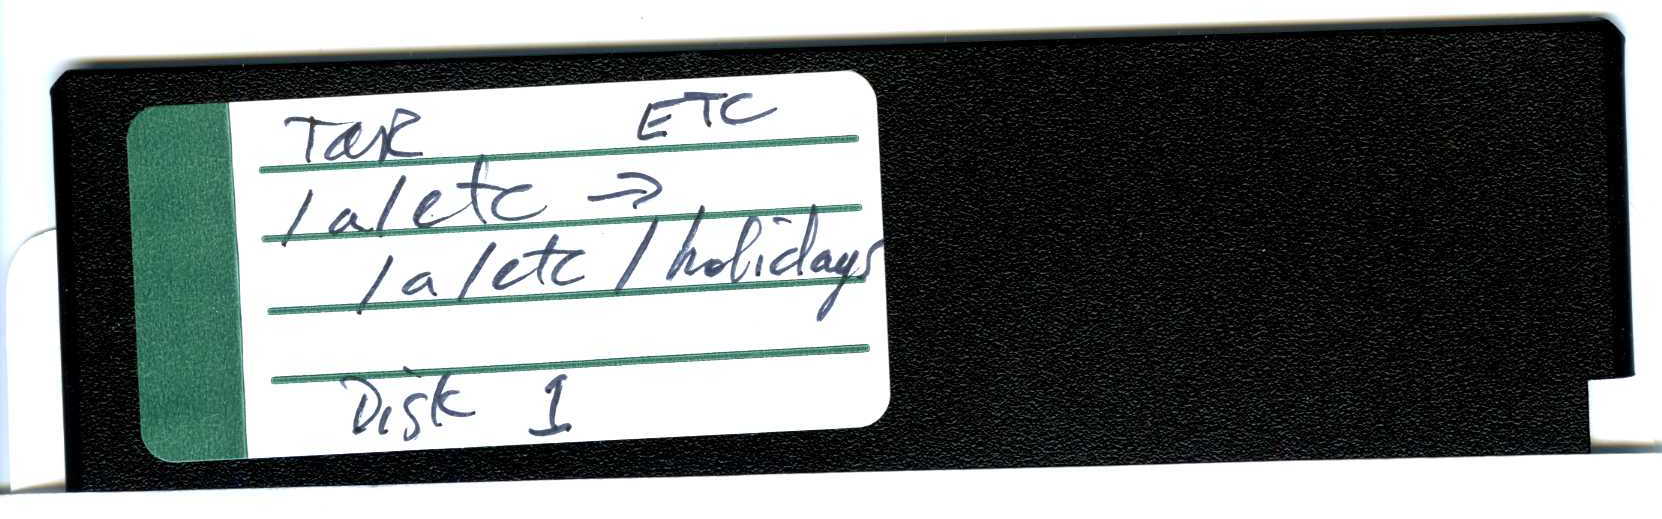 TaR ETC
/a/etc →
/a/etc/holidays
Disk 1